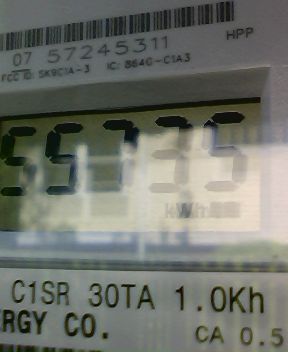 07 57245311
HPP
FCC ID: SK9C1A-3 IC: 864G-C1A3
55735
kWh
C1SR 30TA 1.0Kh
RGY CO.
CA 0.5